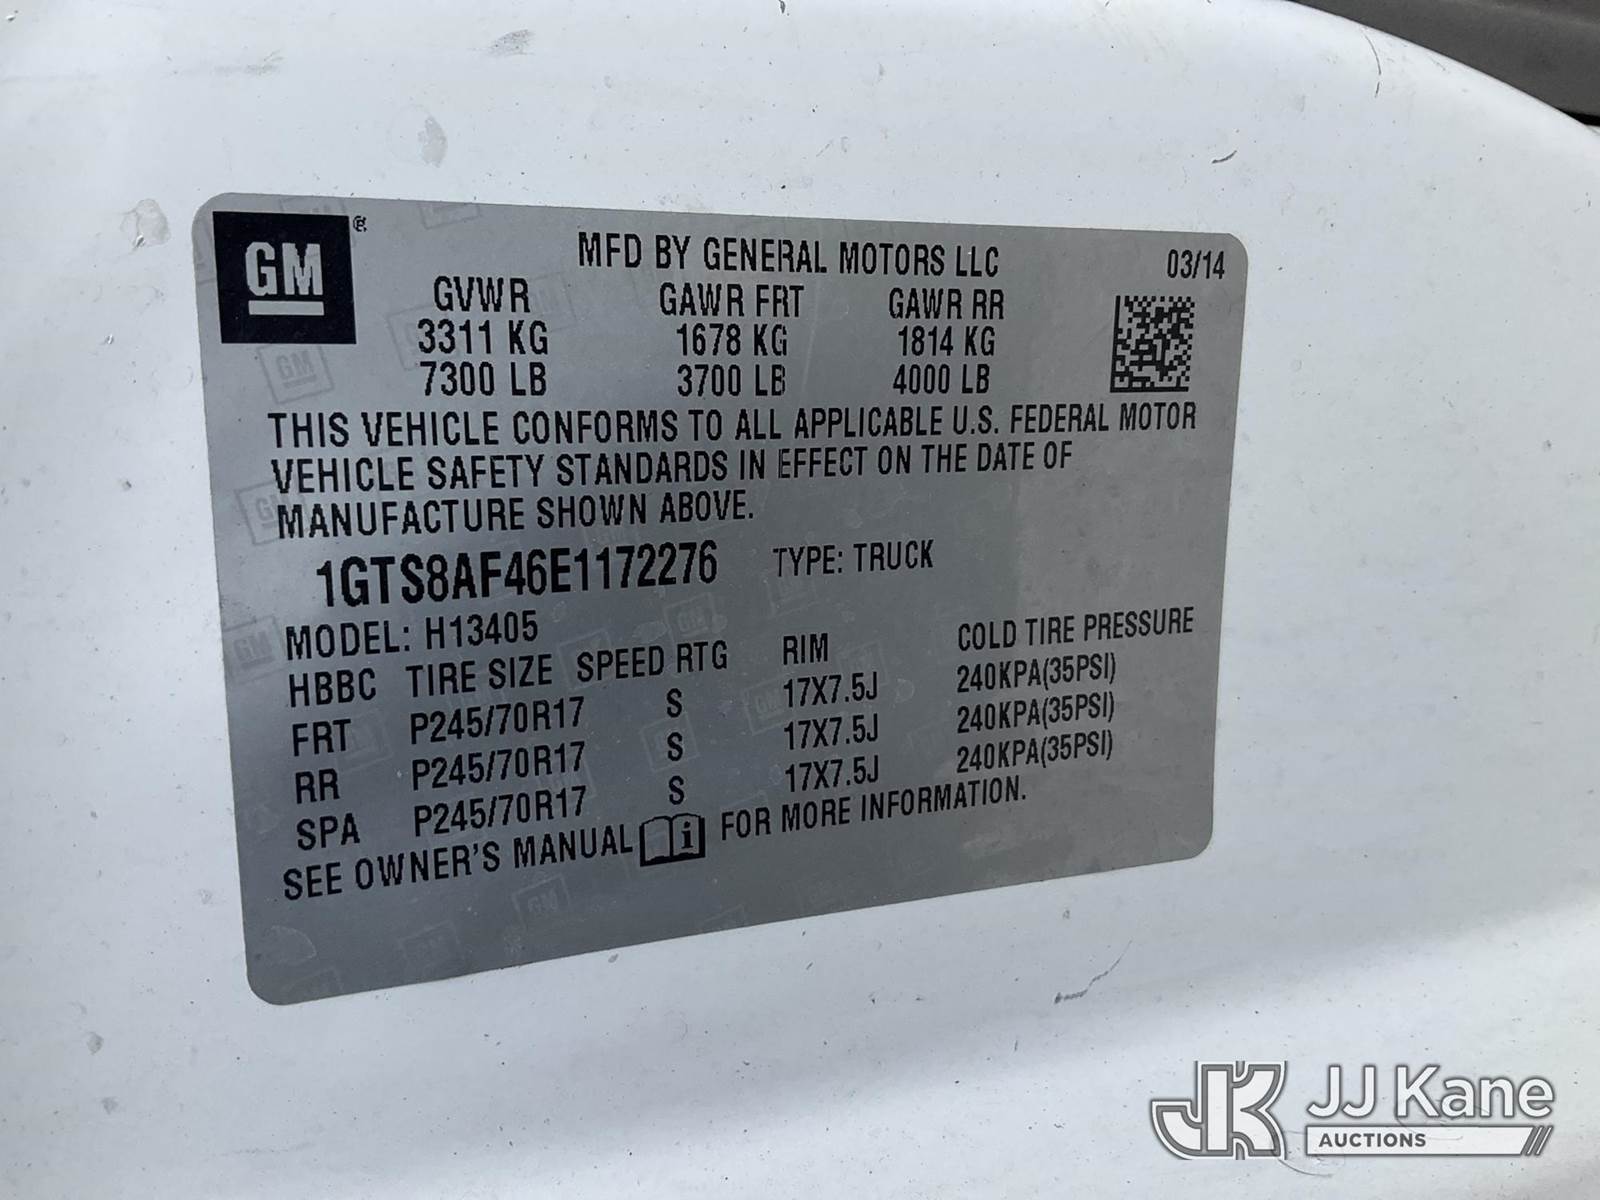 GM ®
MFD BY GENERAL MOTORS LLC 03/14
GVWR GAWR FRT GAWR RR
3311 KG 1678 KG 1814 KG
7300 LB 3700 LB 4000 LB
THIS VEHICLE CONFORMS TO ALL APPLICABLE U.S. FEDERAL MOTOR
VEHICLE SAFETY STANDARDS IN EFFECT ON THE DATE OF
MANUFACTURE SHOWN ABOVE.
1GTS8AF46E1172276 TYPE: TRUCK
MODEL: H13405
HBBC TIRE SIZE SPEED RTG RIM COLD TIRE PRESSURE
FRT P245/70R17 S 17X7.5J 240KPA(35PSI)
RR P245/70R17 S 17X7.5J 240KPA(35PSI)
SPA P245/70R17 S 17X7.5J 240KPA(35PSI)
SEE OWNER'S MANUAL i FOR MORE INFORMATION.
JK JJ Kane
AUCTIONS